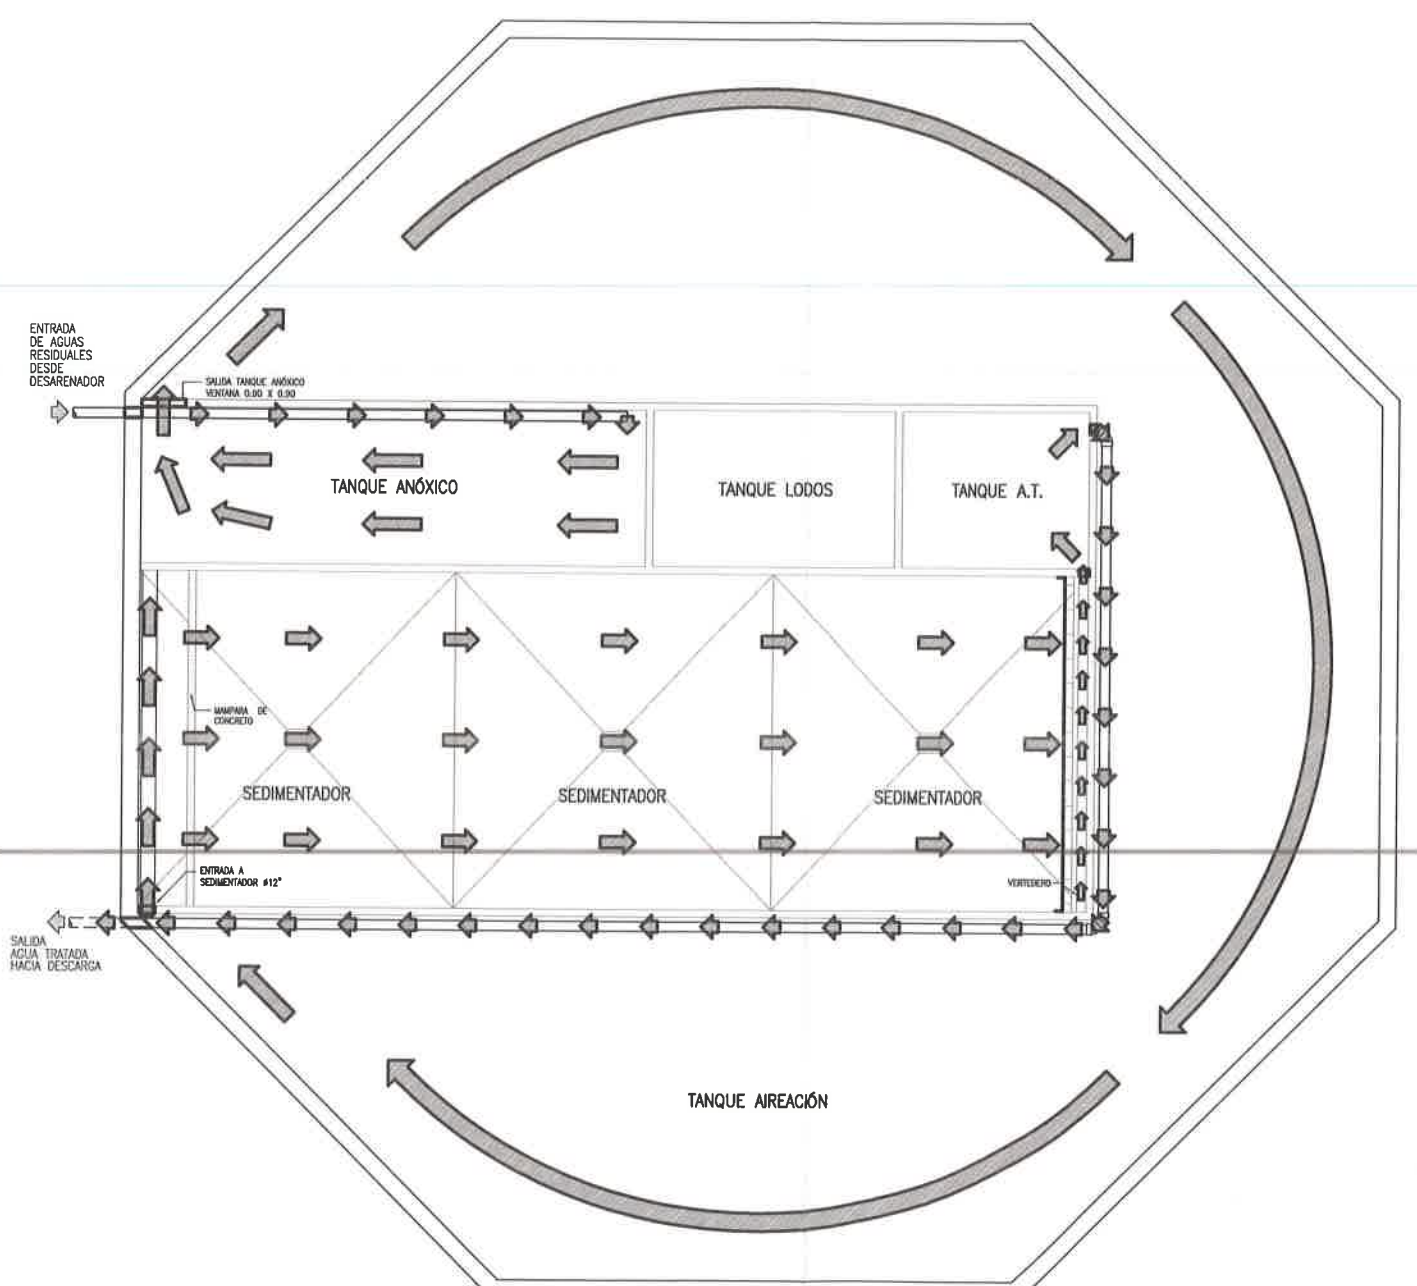 ENTRADA
DE AGUAS
RESIDUALES
DESDE
DESARENADOR
SALIDA TANQUE ANÓXICO
VENTANA 0.90 X 0.90
TANQUE ANÓXICO
TANQUE LODOS
TANQUE A.T.
MAMPARA DE
CONCRETO
SEDIMENTADOR
SEDIMENTADOR
SEDIMENTADOR
ENTRADA A
SEDIMENTADOR ø12"
VERTEDERO
SALIDA
AGUA TRATADA
HACIA DESCARGA
TANQUE AIREACIÓN